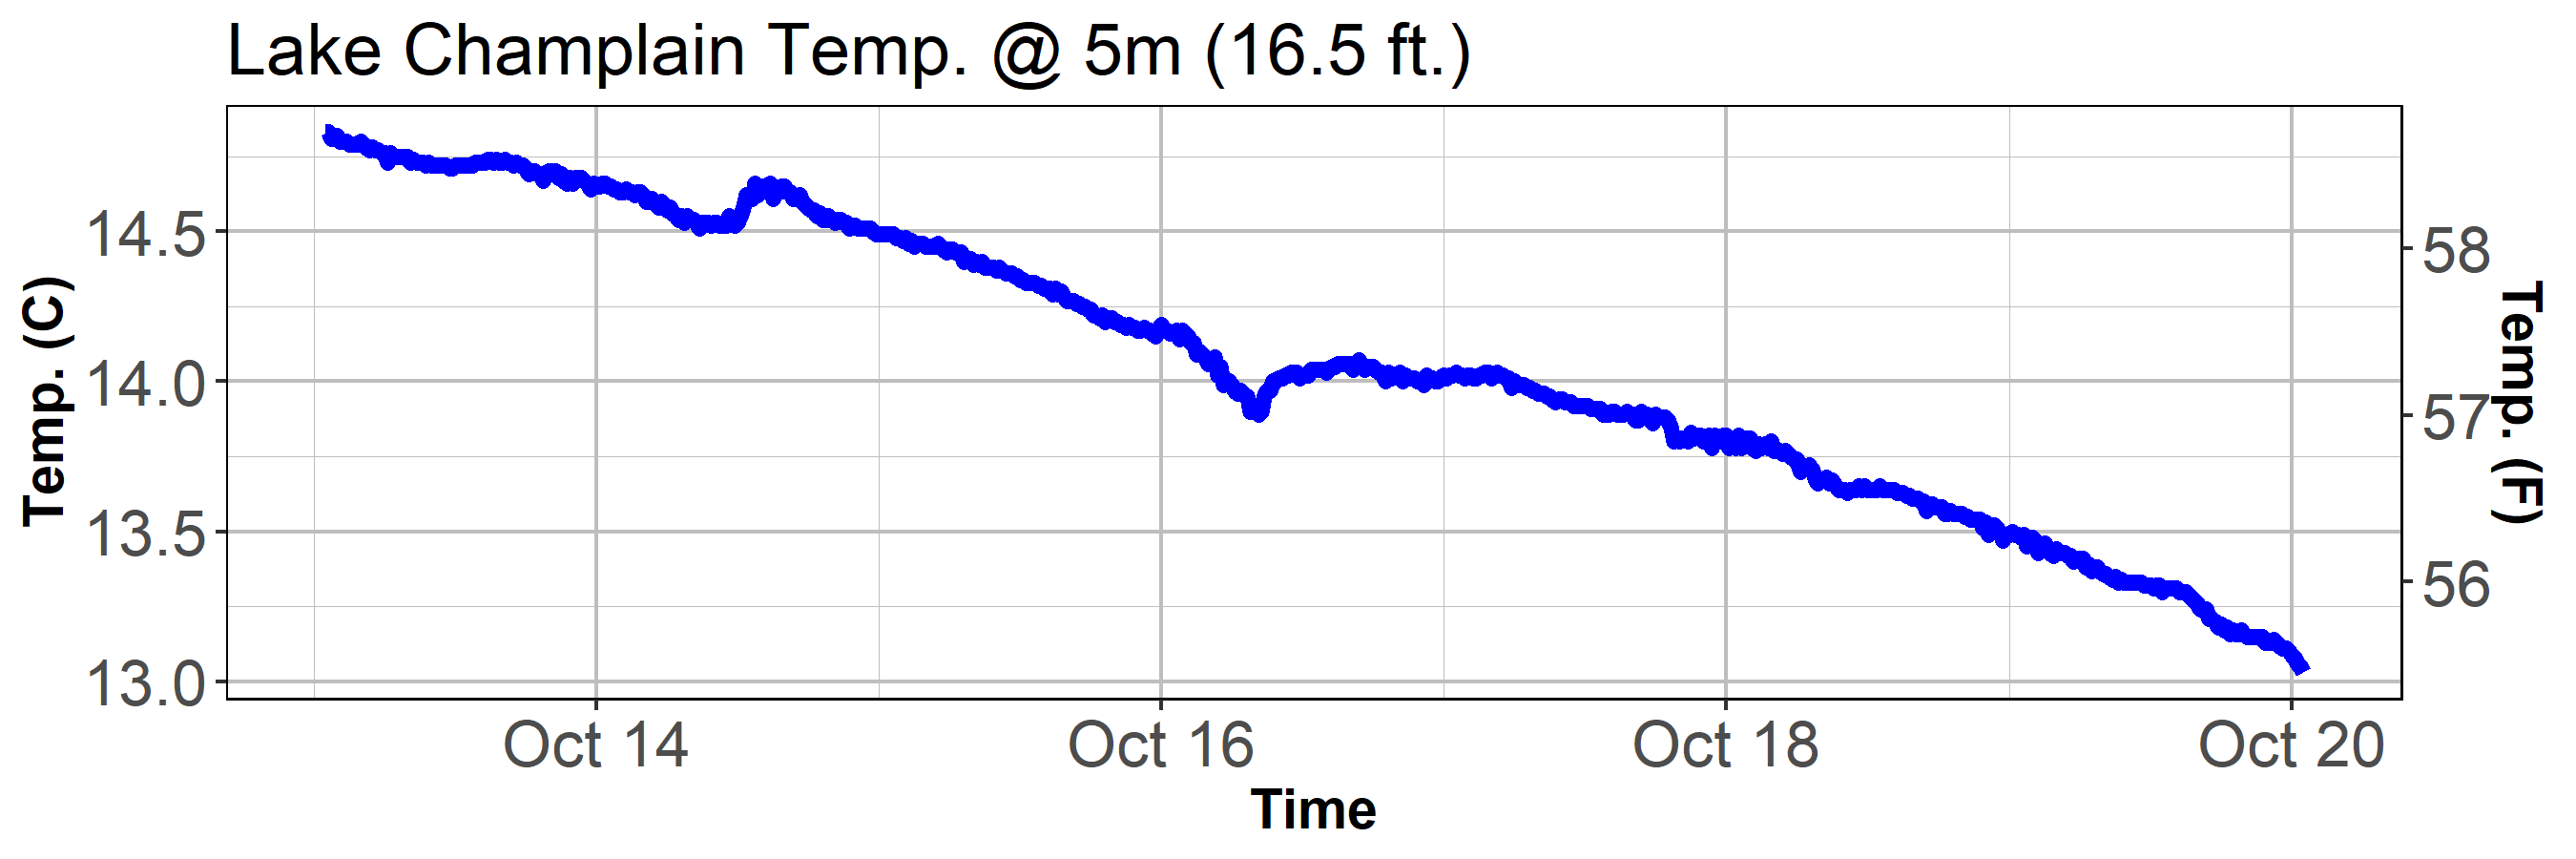 Lake Champlain Temp. @ 5m (16.5 ft.)
Temp. (C)
14.5
14.0
13.5
13.0
58
57
56
Temp. (F)
Oct 14 Oct 16 Oct 18 Oct 20
Time